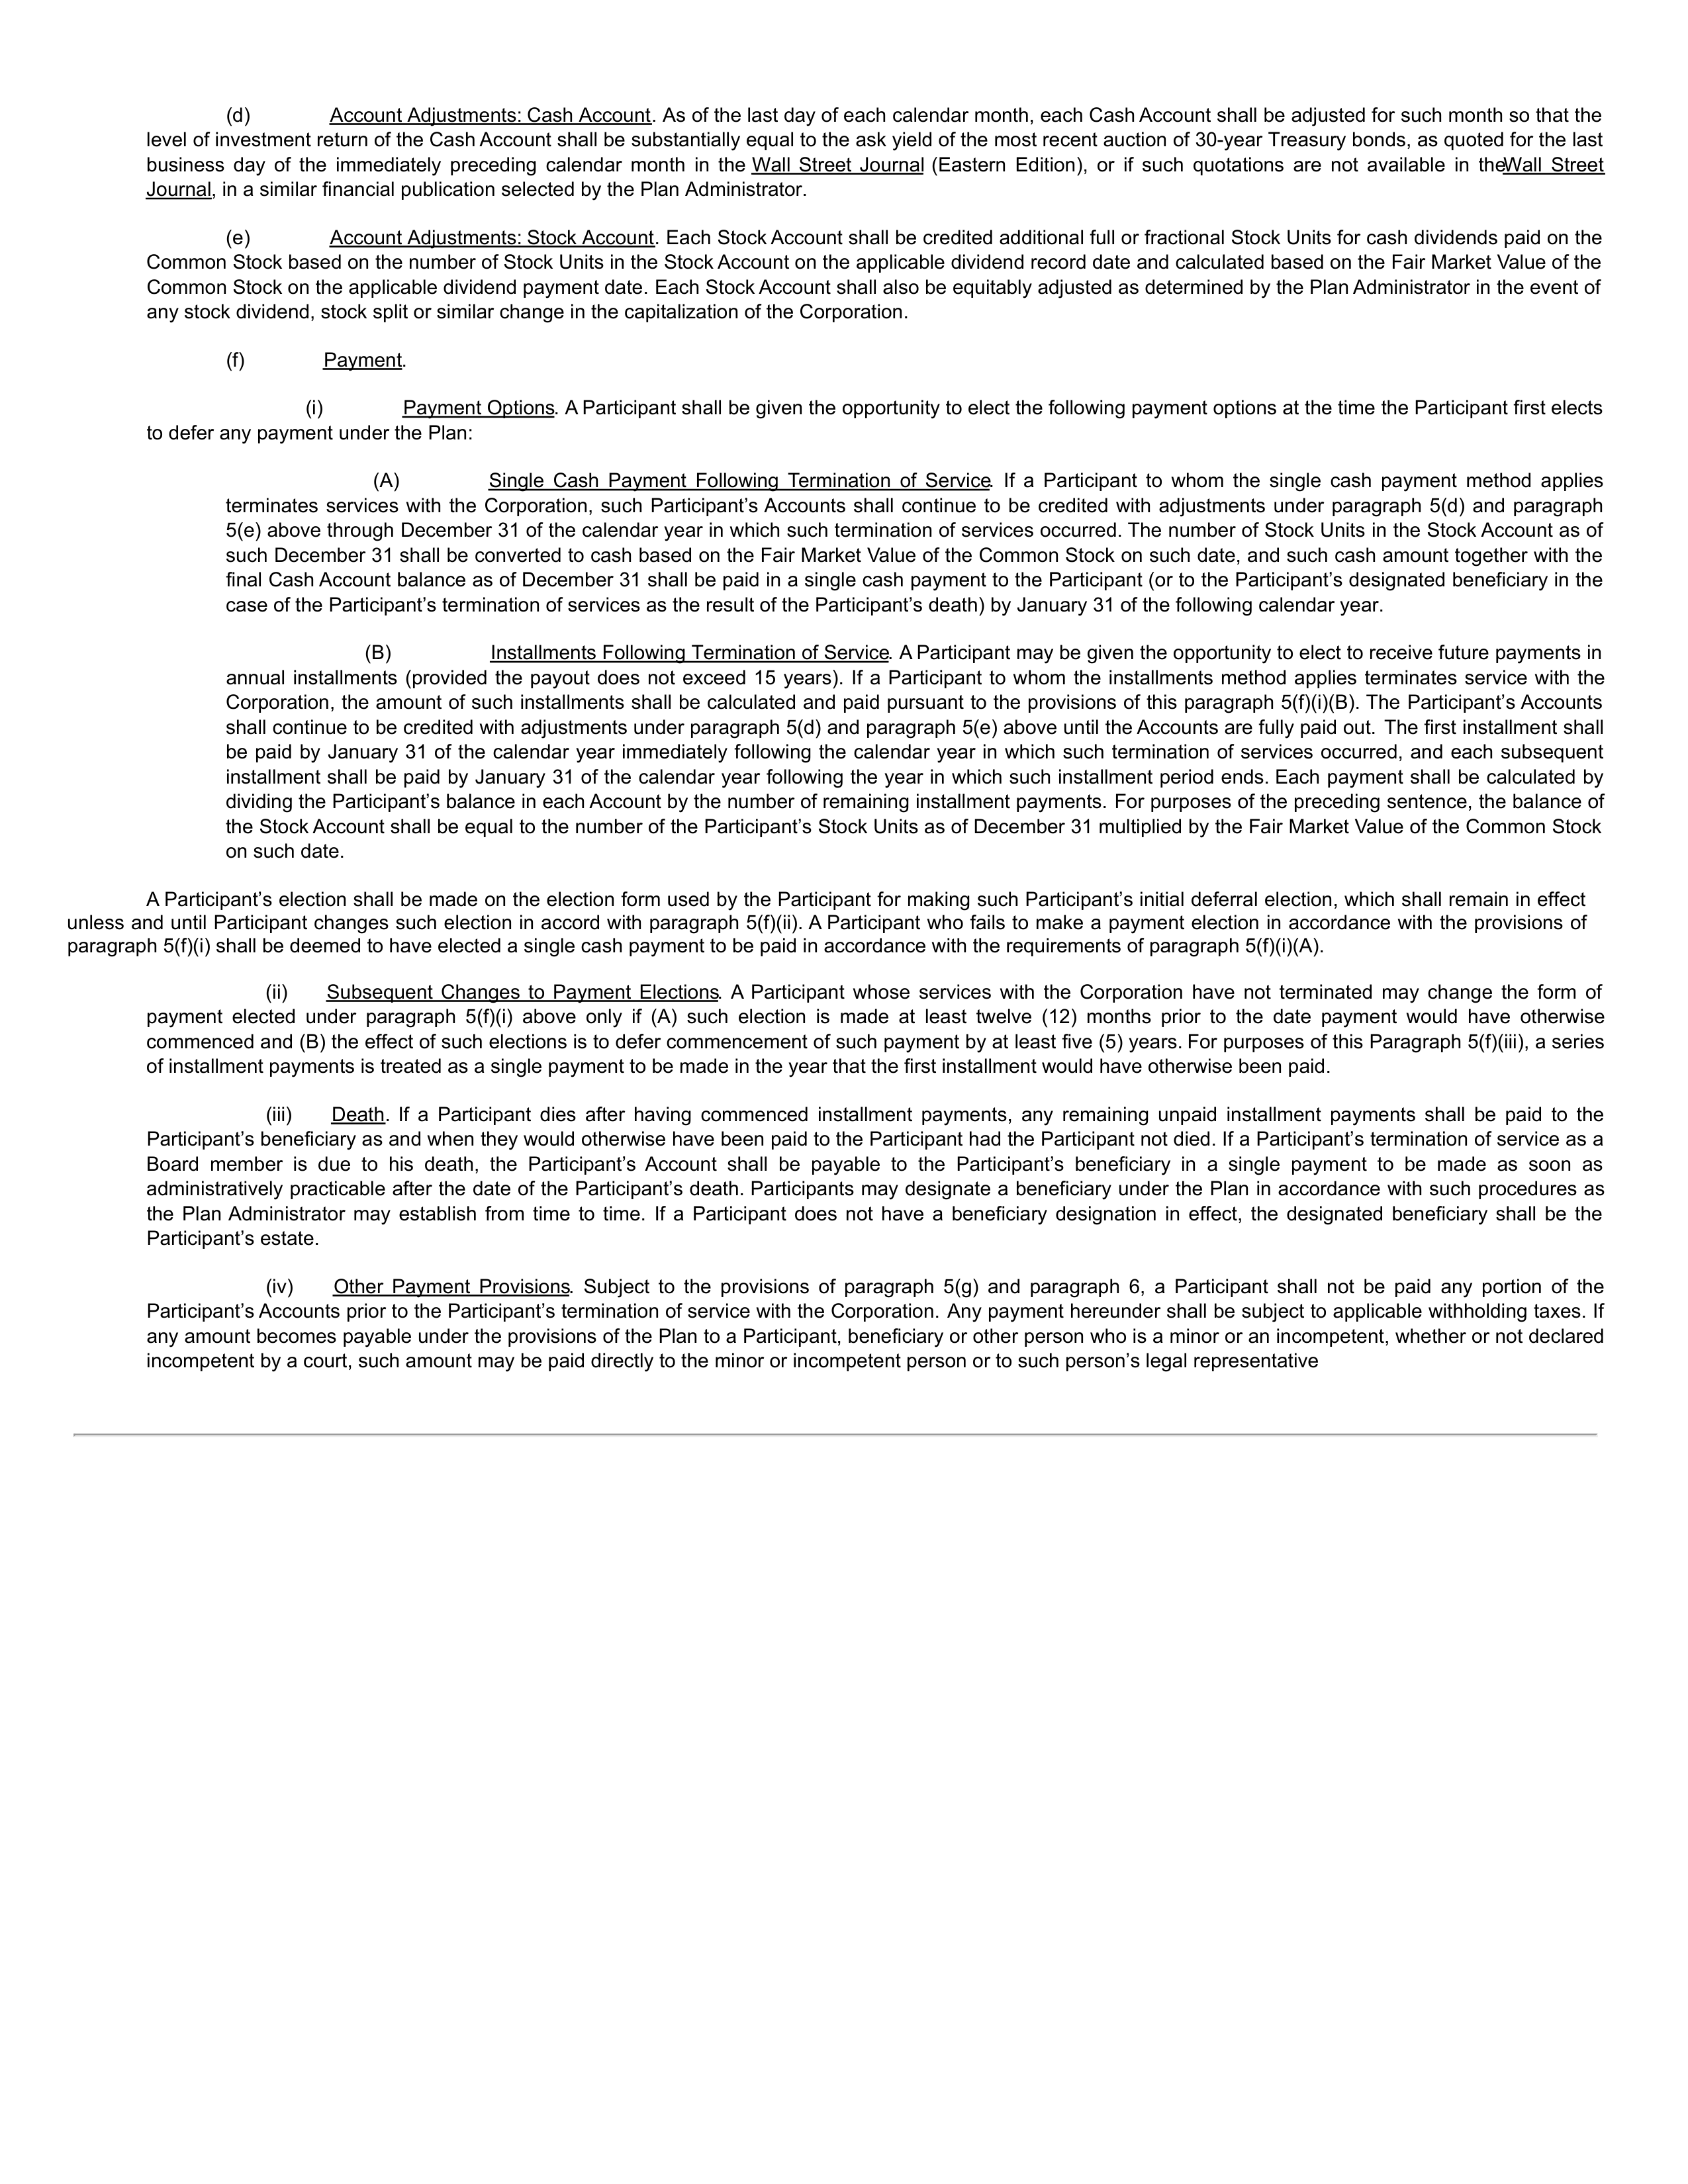 (d) Account Adjustments: Cash Account. As of the last day of each calendar month, each Cash Account shall be adjusted for such month so that the
level of investment return of the Cash Account shall be substantially equal to the ask yield of the most recent auction of 30-year Treasury bonds, as quoted for the last
business day of the immediately preceding calendar month in the Wall Street Journal (Eastern Edition), or if such quotations are not available in theWall Street
Journal, in a similar financial publication selected by the Plan Administrator.
(e) Account Adjustments: Stock Account. Each Stock Account shall be credited additional full or fractional Stock Units for cash dividends paid on the
Common Stock based on the number of Stock Units in the Stock Account on the applicable dividend record date and calculated based on the Fair Market Value of the
Common Stock on the applicable dividend payment date. Each Stock Account shall also be equitably adjusted as determined by the Plan Administrator in the event of
any stock dividend, stock split or similar change in the capitalization of the Corporation.
(f) Payment.
(i) Payment Options. A Participant shall be given the opportunity to elect the following payment options at the time the Participant first elects
to defer any payment under the Plan:
(A) Single Cash Payment Following Termination of Service. If a Participant to whom the single cash payment method applies
terminates services with the Corporation, such Participant’s Accounts shall continue to be credited with adjustments under paragraph 5(d) and paragraph
5(e) above through December 31 of the calendar year in which such termination of services occurred. The number of Stock Units in the Stock Account as of
such December 31 shall be converted to cash based on the Fair Market Value of the Common Stock on such date, and such cash amount together with the
final Cash Account balance as of December 31 shall be paid in a single cash payment to the Participant (or to the Participant’s designated beneficiary in the
case of the Participant’s termination of services as the result of the Participant’s death) by January 31 of the following calendar year.
(B) Installments Following Termination of Service. A Participant may be given the opportunity to elect to receive future payments in
annual installments (provided the payout does not exceed 15 years). If a Participant to whom the installments method applies terminates service with the
Corporation, the amount of such installments shall be calculated and paid pursuant to the provisions of this paragraph 5(f)(i)(B). The Participant’s Accounts
shall continue to be credited with adjustments under paragraph 5(d) and paragraph 5(e) above until the Accounts are fully paid out. The first installment shall
be paid by January 31 of the calendar year immediately following the calendar year in which such termination of services occurred, and each subsequent
installment shall be paid by January 31 of the calendar year following the year in which such installment period ends. Each payment shall be calculated by
dividing the Participant’s balance in each Account by the number of remaining installment payments. For purposes of the preceding sentence, the balance of
the Stock Account shall be equal to the number of the Participant’s Stock Units as of December 31 multiplied by the Fair Market Value of the Common Stock
on such date.
A Participant’s election shall be made on the election form used by the Participant for making such Participant’s initial deferral election, which shall remain in effect
unless and until Participant changes such election in accord with paragraph 5(f)(ii). A Participant who fails to make a payment election in accordance with the provisions of
paragraph 5(f)(i) shall be deemed to have elected a single cash payment to be paid in accordance with the requirements of paragraph 5(f)(i)(A).
(ii) Subsequent Changes to Payment Elections. A Participant whose services with the Corporation have not terminated may change the form of
payment elected under paragraph 5(f)(i) above only if (A) such election is made at least twelve (12) months prior to the date payment would have otherwise
commenced and (B) the effect of such elections is to defer commencement of such payment by at least five (5) years. For purposes of this Paragraph 5(f)(iii), a series
of installment payments is treated as a single payment to be made in the year that the first installment would have otherwise been paid.
(iii) Death. If a Participant dies after having commenced installment payments, any remaining unpaid installment payments shall be paid to the
Participant’s beneficiary as and when they would otherwise have been paid to the Participant had the Participant not died. If a Participant’s termination of service as a
Board member is due to his death, the Participant’s Account shall be payable to the Participant’s beneficiary in a single payment to be made as soon as
administratively practicable after the date of the Participant’s death. Participants may designate a beneficiary under the Plan in accordance with such procedures as
the Plan Administrator may establish from time to time. If a Participant does not have a beneficiary designation in effect, the designated beneficiary shall be the
Participant’s estate.
(iv) Other Payment Provisions. Subject to the provisions of paragraph 5(g) and paragraph 6, a Participant shall not be paid any portion of the
Participant’s Accounts prior to the Participant’s termination of service with the Corporation. Any payment hereunder shall be subject to applicable withholding taxes. If
any amount becomes payable under the provisions of the Plan to a Participant, beneficiary or other person who is a minor or an incompetent, whether or not declared
incompetent by a court, such amount may be paid directly to the minor or incompetent person or to such person’s legal representative